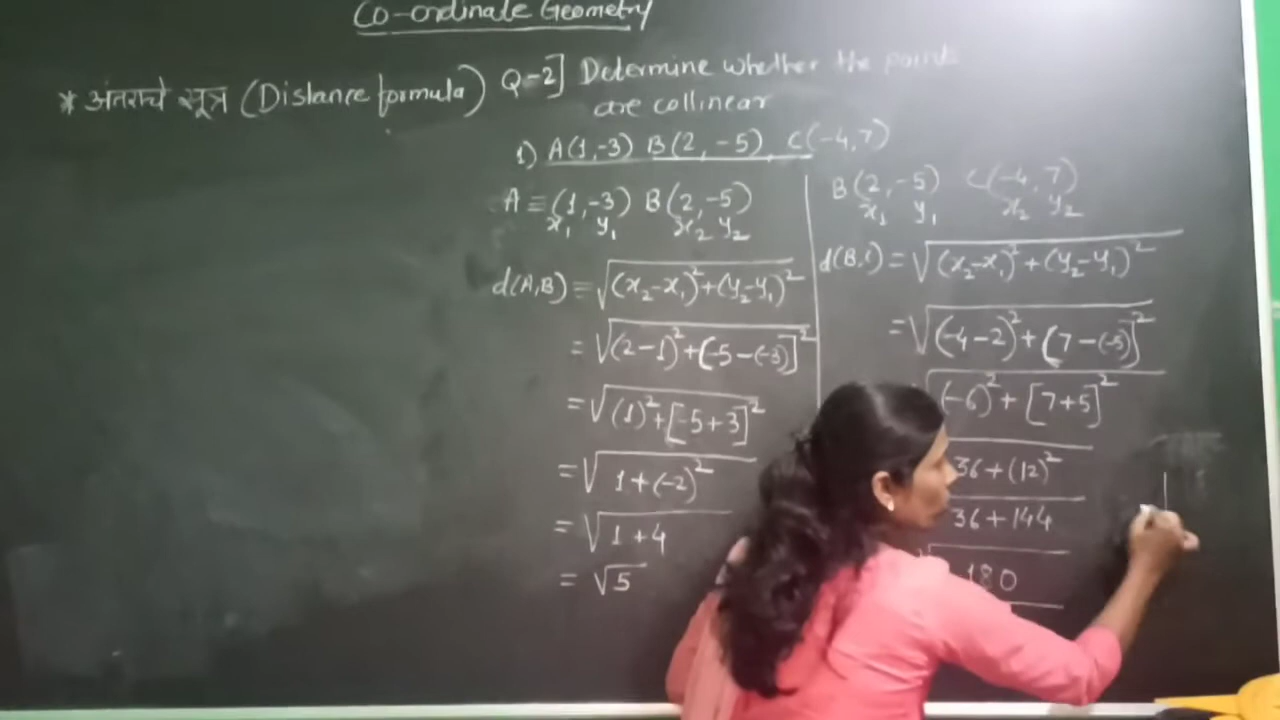 Co-ordinate Geometry
* अंतराचे सूत्र (Distance formula)
Q-2] Determine whether the points
are collinear
1) A(1,-3) B(2, -5), C(-4,7)
A ≡ (1,-3) B(2,-5)
x₁ y₁ x₂ y₂
d(A,B) = √(x₂-x₁)²+(y₂-y₁)²
= √(2-1)²+[-5-(-3)]²
= √(1)²+[-5+3]²
= √1+(-2)²
= √1+4
= √5
B(2,-5) C(-4,7)
x₁ y₁ x₂ y₂
d(B,C) = √(x₂-x₁)²+(y₂-y₁)²
= √(-4-2)²+[7-(-5)]²
√(-6)²+[7+5]²
36+(12)²
36+144
180